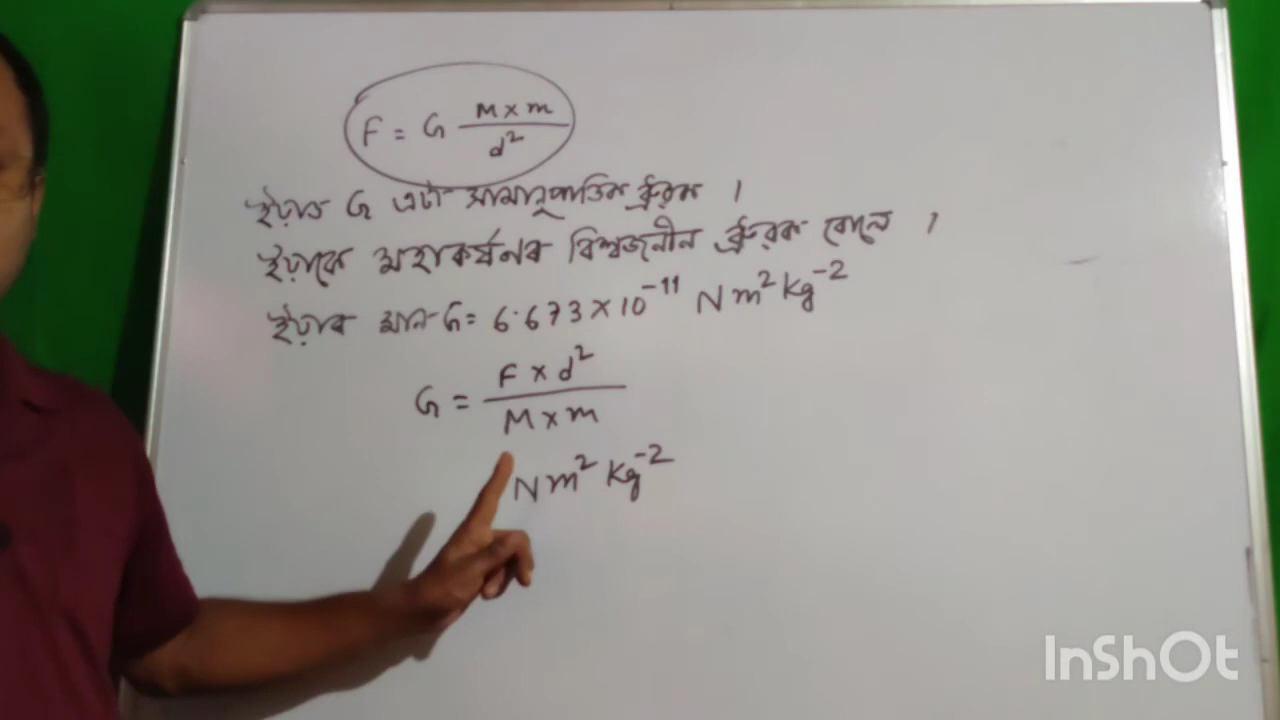 F = G M × m / d²
ইয়াত G এটা সামানুপাতিক ধ্ৰুৱক ।
ইয়াকে মহাকৰ্ষণৰ বিশ্বজনীন ধ্ৰুৱক বোলে ।
ইয়াৰ মান G = 6.673 × 10⁻¹¹ N m² Kg⁻²
G = F × d² / M × m
N m² Kg⁻²
InShOt